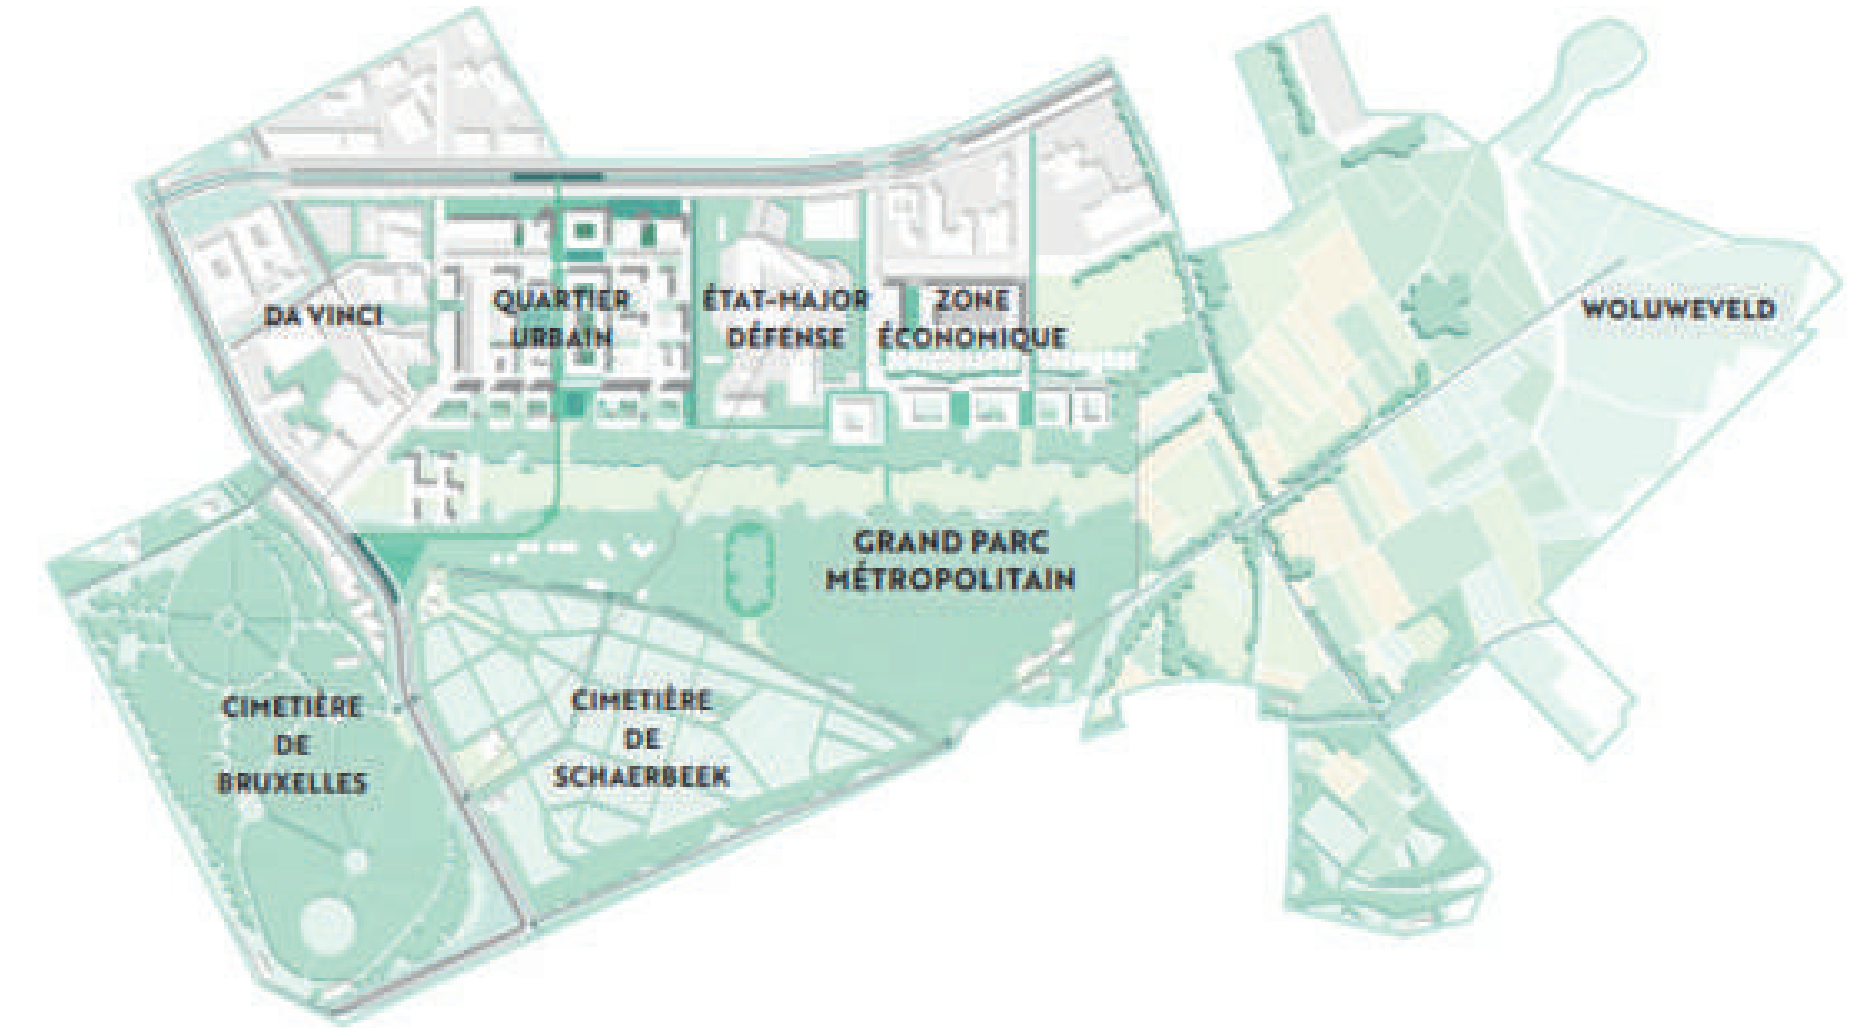 DA VINCI
QUARTIER
URBAIN
ÉTAT-MAJOR
DÉFENSE
ZONE
ÉCONOMIQUE
WOLUWEVELD
GRAND PARC
MÉTROPOLITAIN
CIMETIÈRE
DE
BRUXELLES
CIMETIÈRE
DE
SCHAERBEEK